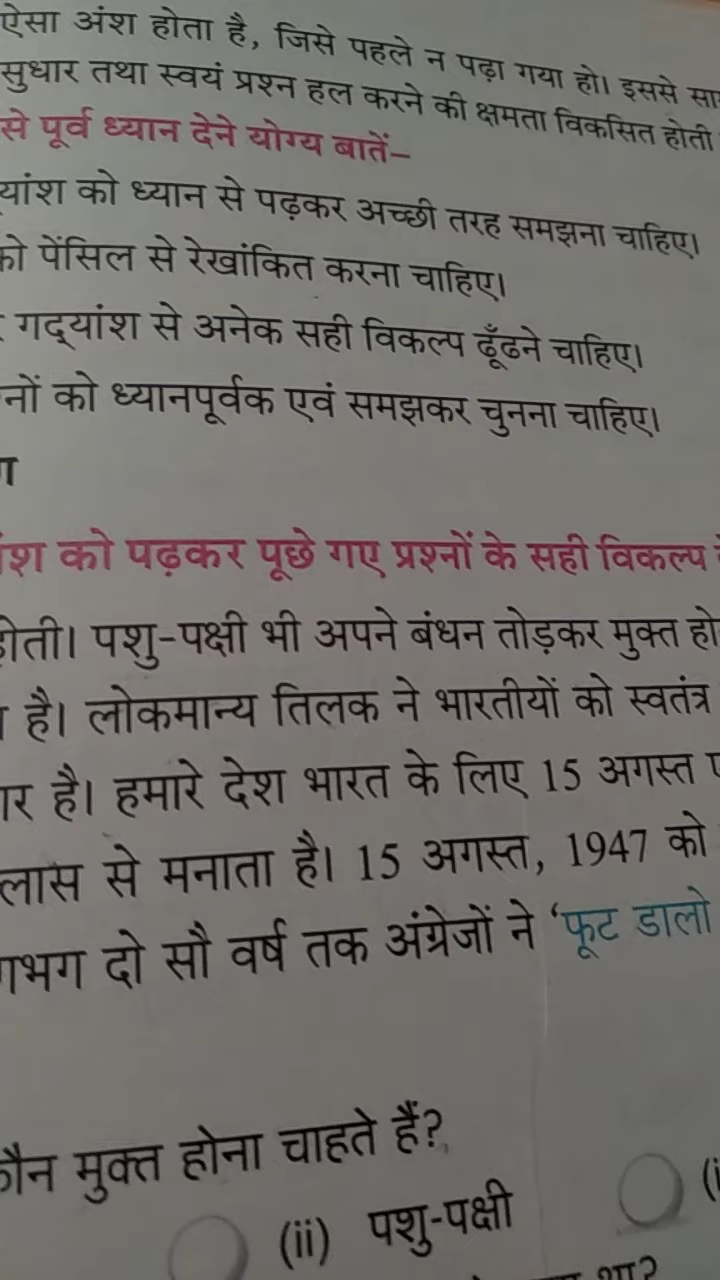 ऐसा अंश होता है, जिसे पहले न पढ़ा गया हो। इससे
सुधार तथा स्वयं प्रश्न हल करने की क्षमता विकसित होती
से पूर्व ध्यान देने योग्य बातें–
को ध्यान से पढ़कर अच्छी तरह समझना चाहिए।
को पेंसिल से रेखांकित करना चाहिए।
गद्यांश से अनेक सही विकल्प ढूँढने चाहिए।
को ध्यानपूर्वक एवं समझकर चुनना चाहिए।
को पढ़कर पूछे गए प्रश्नों के सही विकल्प
होती। पशु-पक्षी भी अपने बंधन तोड़कर मुक्त
है। लोकमान्य तिलक ने भारतीयों को स्वतंत्र
है। हमारे देश भारत के लिए 15 अगस्त
से मनाता है। 15 अगस्त, 1947 को
दो सौ वर्ष तक अंग्रेजों ने ‘फूट डालो
कौन मुक्त होना चाहते हैं?
(ii) पशु-पक्षी